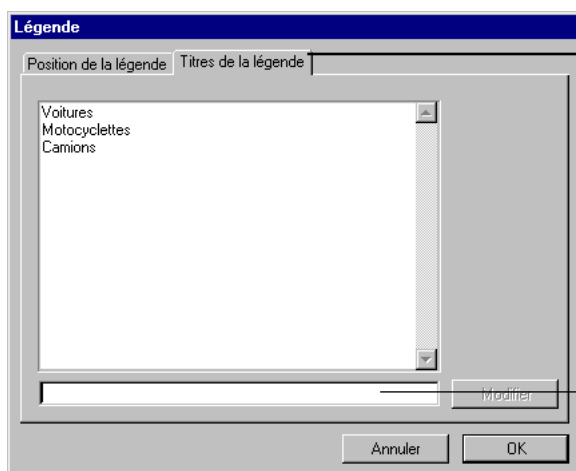 Légende
Position de la légende Titres de la légende
Voitures
Motocyclettes
Camions
Modifier
Annuler OK